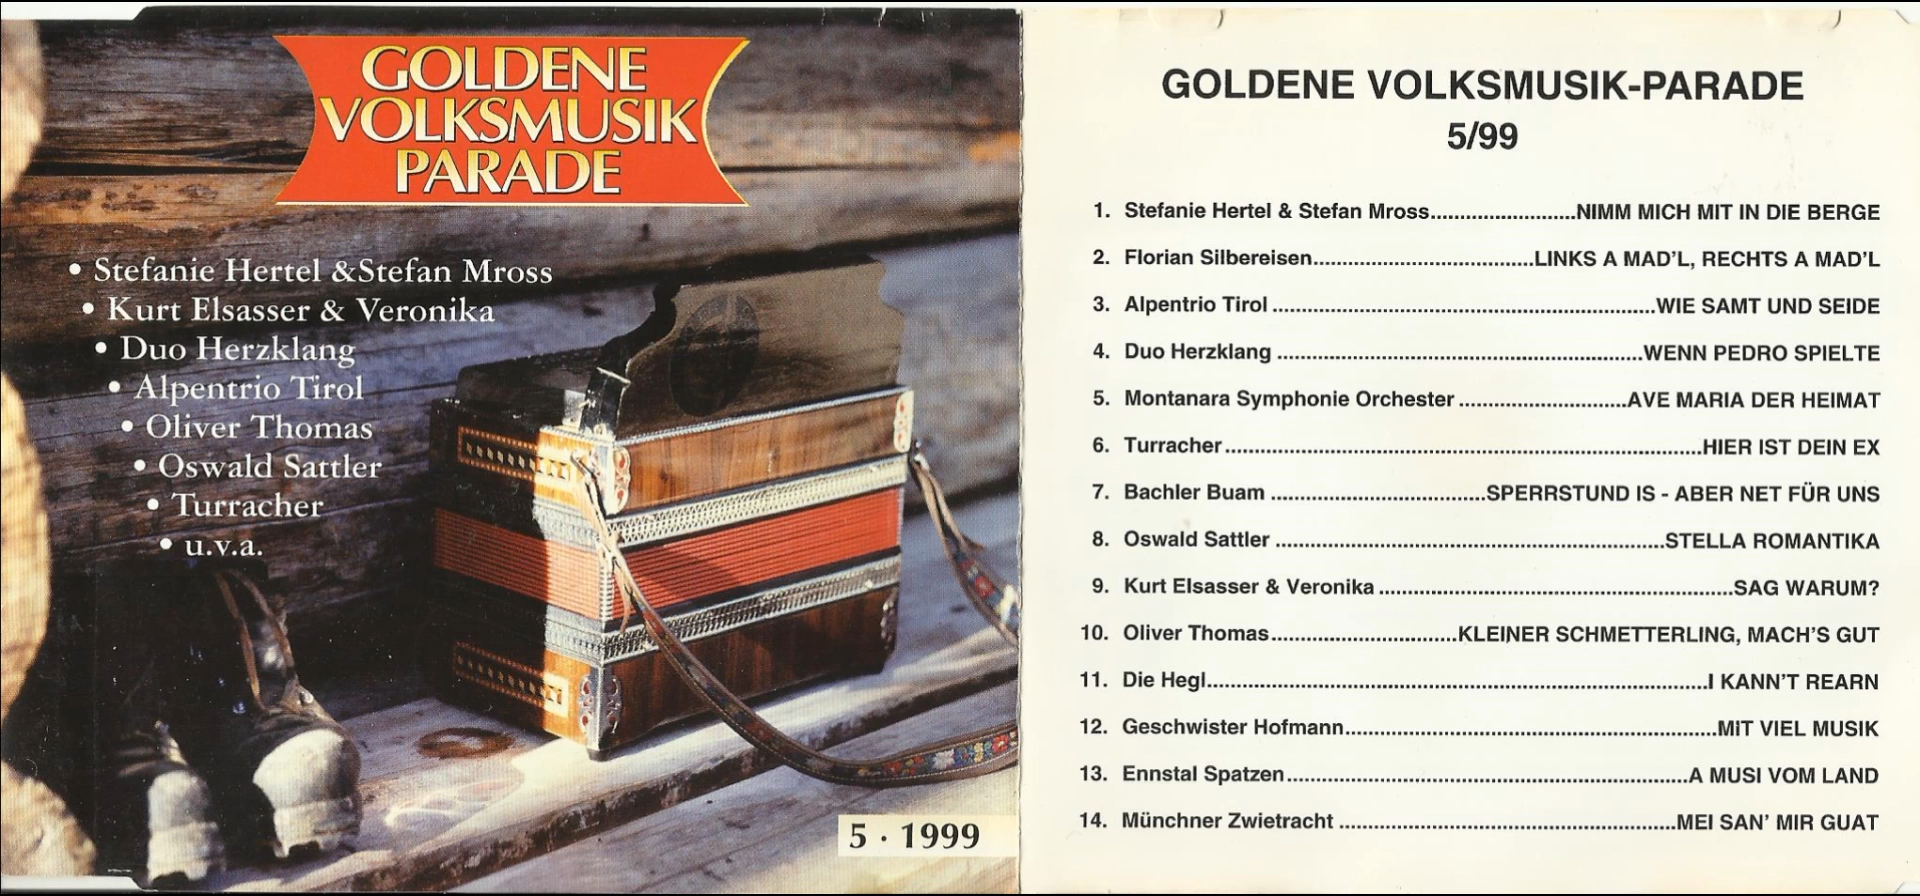 GOLDENE
VOLKSMUSIK
PARADE
• Stefanie Hertel &Stefan Mross
• Kurt Elsasser & Veronika
• Duo Herzklang
• Alpentrio Tirol
• Oliver Thomas
• Oswald Sattler
• Turracher
• u.v.a.
5 · 1999
GOLDENE VOLKSMUSIK-PARADE
5/99
1. Stefanie Hertel & Stefan Mross........................NIMM MICH MIT IN DIE BERGE
2. Florian Silbereisen.....................................LINKS A MAD'L, RECHTS A MAD'L
3. Alpentrio Tirol ................................................................WIE SAMT UND SEIDE
4. Duo Herzklang .............................................................WENN PEDRO SPIELTE
5. Montanara Symphonie Orchester ............................AVE MARIA DER HEIMAT
6. Turracher................................................................................HIER IST DEIN EX
7. Bachler Buam ....................................SPERRSTUND IS - ABER NET FÜR UNS
8. Oswald Sattler .................................................................STELLA ROMANTIKA
9. Kurt Elsasser & Veronika ...........................................................SAG WARUM?
10. Oliver Thomas...............................KLEINER SCHMETTERLING, MACH'S GUT
11. Die Hegl....................................................................................I KANN'T REARN
12. Geschwister Hofmann..............................................................MIT VIEL MUSIK
13. Ennstal Spatzen...................................................................A MUSI VOM LAND
14. Münchner Zwietracht ........................................................MEI SAN' MIR GUAT